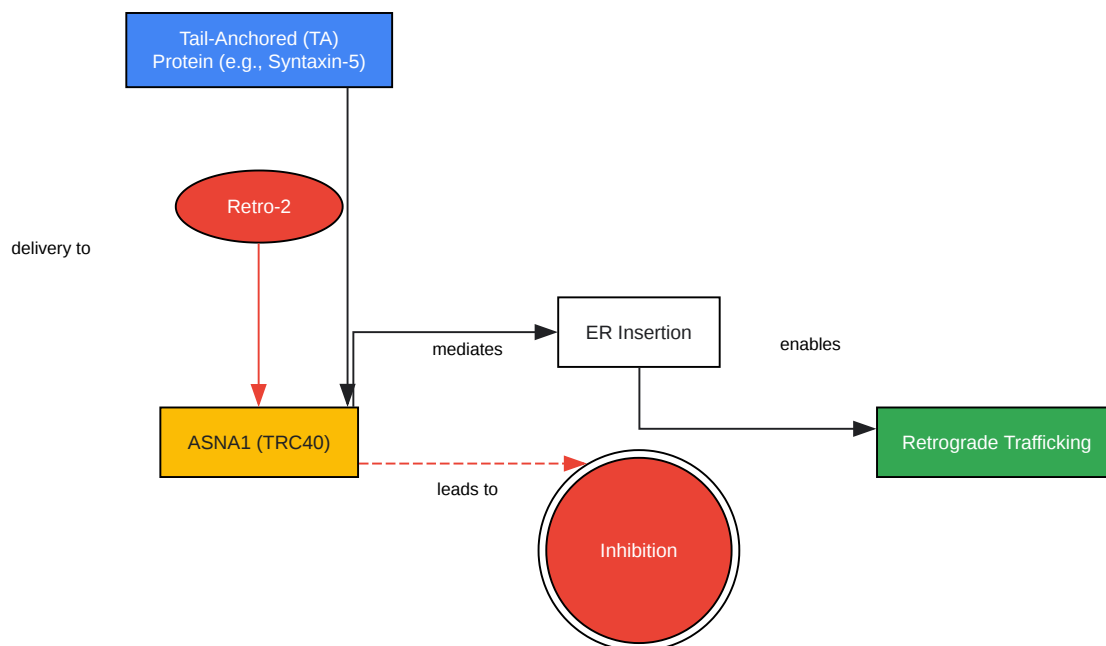 Tail-Anchored (TA)
Protein (e.g., Syntaxin-5)
Retro-2
delivery to
ER Insertion
mediates
enables
ASNA1 (TRC40)
Retrograde Trafficking
leads to
Inhibition